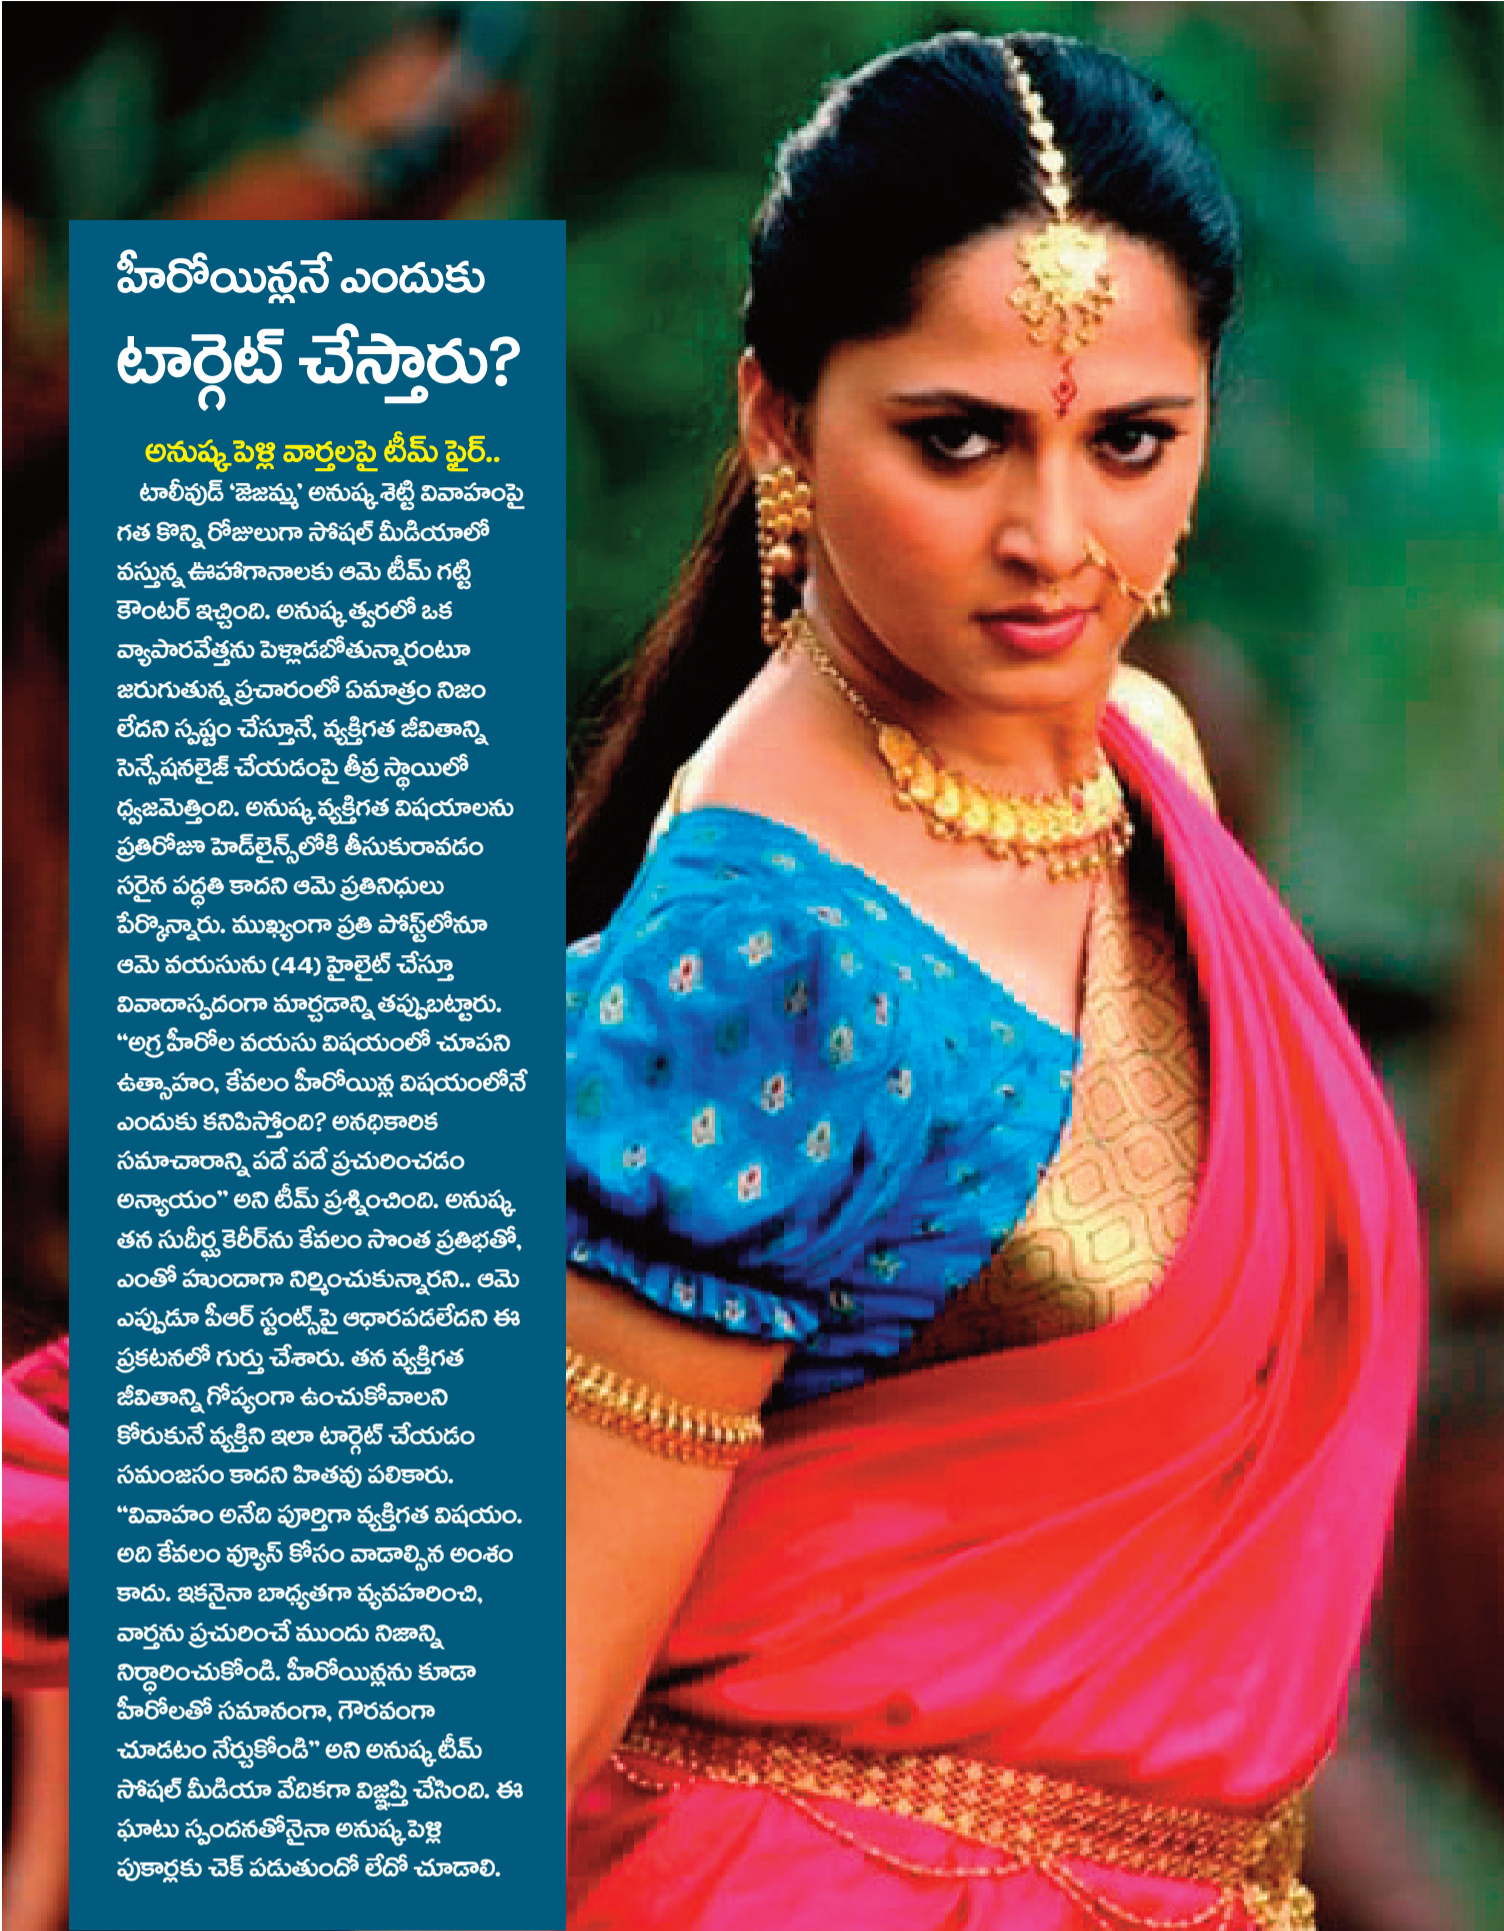 హీరోయిన్లనే ఎందుకు
టార్గెట్ చేస్తారు?
అనుష్క పెళ్లి వార్తలపై టీమ్ ఫైర్..
టాలీవుడ్ ‘జెజమ్మ’ అనుష్క శెట్టి వివాహంపై
గత కొన్ని రోజులుగా సోషల్ మీడియాలో
వస్తున్న ఊహాగానాలకు ఆమె టీమ్ గట్టి
కౌంటర్ ఇచ్చింది. అనుష్క త్వరలో ఒక
వ్యాపారవేత్తను పెళ్లాడబోతున్నారంటూ
జరుగుతున్న ప్రచారంలో ఏమాత్రం నిజం
లేదని స్పష్టం చేస్తూనే, వ్యక్తిగత జీవితాన్ని
సెన్సేషనలైజ్ చేయడంపై తీవ్ర స్థాయిలో
ధ్వజమెత్తింది. అనుష్క వ్యక్తిగత విషయాలను
ప్రతిరోజూ హెడ్‌లైన్స్‌లోకి తీసుకురావడం
సరైన పద్ధతి కాదని ఆమె ప్రతినిధులు
పేర్కొన్నారు. ముఖ్యంగా ప్రతి పోస్ట్‌లోనూ
ఆమె వయసును (44) హైలైట్ చేస్తూ
వివాదాస్పదంగా మార్చడాన్ని తప్పుబట్టారు.
“అగ్ర హీరోల వయసు విషయంలో చూపని
ఉత్సాహం, కేవలం హీరోయిన్ల విషయంలోనే
ఎందుకు కనిపిస్తోంది? అనధికారిక
సమాచారాన్ని పదే పదే ప్రచురించడం
అన్యాయం” అని టీమ్ ప్రశ్నించింది. అనుష్క
తన సుదీర్ఘ కెరీర్‌ను కేవలం సొంత ప్రతిభతో,
ఎంతో హుందాగా నిర్మించుకున్నారని.. ఆమె
ఎప్పుడూ పీఆర్ స్టంట్స్‌పై ఆధారపడలేదని ఈ
ప్రకటనలో గుర్తు చేశారు. తన వ్యక్తిగత
జీవితాన్ని గోప్యంగా ఉంచుకోవాలని
కోరుకునే వ్యక్తిని ఇలా టార్గెట్ చేయడం
సమంజసం కాదని హితవు పలికారు.
“వివాహం అనేది పూర్తిగా వ్యక్తిగత విషయం.
అది కేవలం వ్యూస్ కోసం వాడాల్సిన అంశం
కాదు. ఇకనైనా బాధ్యతగా వ్యవహరించి,
వార్తను ప్రచురించే ముందు నిజాన్ని
నిర్ధారించుకోండి. హీరోయిన్లను కూడా
హీరోలతో సమానంగా, గౌరవంగా
చూడటం నేర్చుకోండి” అని అనుష్క టీమ్
సోషల్ మీడియా వేదికగా విజ్ఞప్తి చేసింది. ఈ
ఘాటు స్పందనతోనైనా అనుష్క పెళ్లి
పుకార్లకు చెక్ పడుతుందో లేదో చూడాలి.